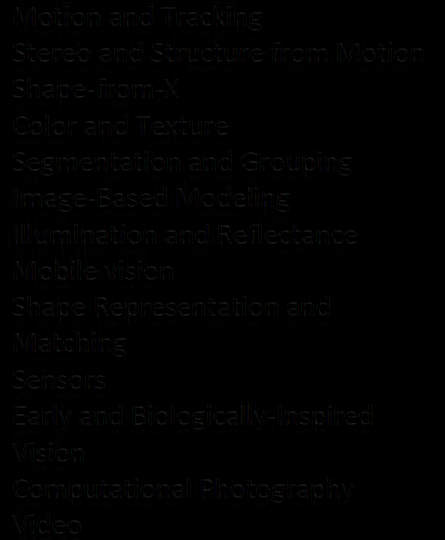 Motion and Tracking
Stereo and Structure from Motion
Shape-from-X
Color and Texture
Segmentation and Grouping
Image-Based Modeling
Illumination and Reflectance
Mobile vision
Shape Representation and
Matching
Sensors
Early and Biologically-Inspired
Vision
Computational Photography
Video